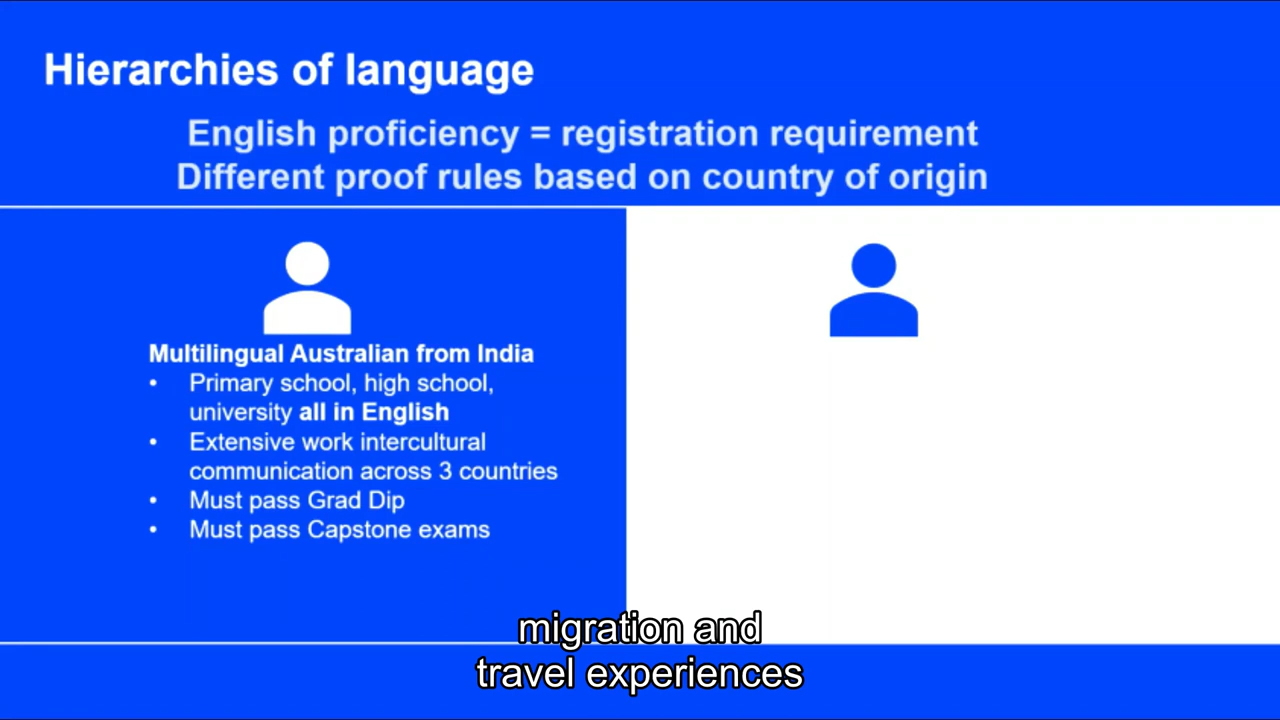 Hierarchies of language
English proficiency = registration requirement
Different proof rules based on country of origin
Multilingual Australian from India
• Primary school, high school,
university all in English
• Extensive work intercultural
communication across 3 countries
• Must pass Grad Dip
• Must pass Capstone exams
migration and
travel experiences